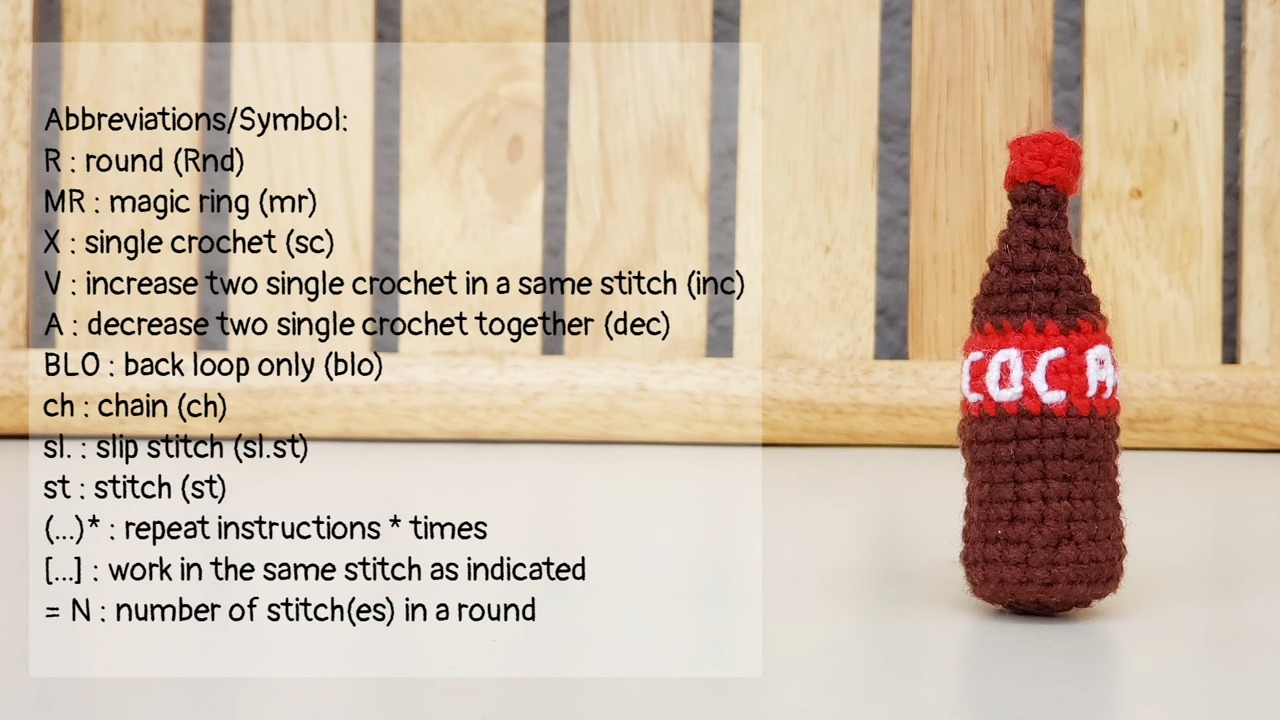 Abbreviations/Symbol:
R : round (Rnd)
MR : magic ring (mr)
X : single crochet (sc)
V : increase two single crochet in a same stitch (inc)
A : decrease two single crochet together (dec)
BLO : back loop only (blo)
ch : chain (ch)
sl. : slip stitch (sl.st)
st : stitch (st)
(...)* : repeat instructions * times
[...] : work in the same stitch as indicated
= N : number of stitch(es) in a round
COCA